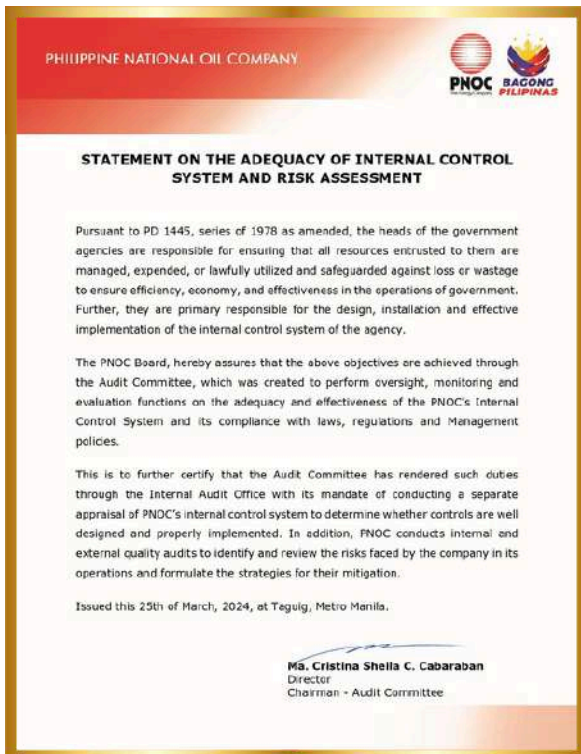 PHILIPPINE NATIONAL OIL COMPANY
PNOC
BAGONG
PILIPINAS
STATEMENT ON THE ADEQUACY OF INTERNAL CONTROL
SYSTEM AND RISK ASSESSMENT
Pursuant to PD 1445, series of 1978 as amended, the heads of the government
agencies are responsible for ensuring that all resources entrusted to them are
managed, expended, or lawfully utilized and safeguarded against loss or wastage
to ensure efficiency, economy, and effectiveness in the operations of government.
Further, they are primary responsible for the design, installation and effective
implementation of the internal control system of the agency.
The PNOC Board, hereby assures that the above objectives are achieved through
the Audit Committee, which was created to perform oversight, monitoring and
evaluation functions on the adequacy and effectiveness of the PNOC's Internal
Control System and its compliance with laws, regulations and Management
policies.
This is to further certify that the Audit Committee has rendered such duties
through the Internal Audit Office with its mandate of conducting a separate
appraisal of PNOC's internal control system to determine whether controls are well
designed and properly implemented. In addition, PNOC conducts internal and
external quality audits to identify and review the risks faced by the company in its
operations and formulate the strategies for their mitigation.
Issued this 25th of March, 2024, at Taguig, Metro Manila.
Ma. Cristina Sheila C. Cabaraban
Director
Chairman - Audit Committee